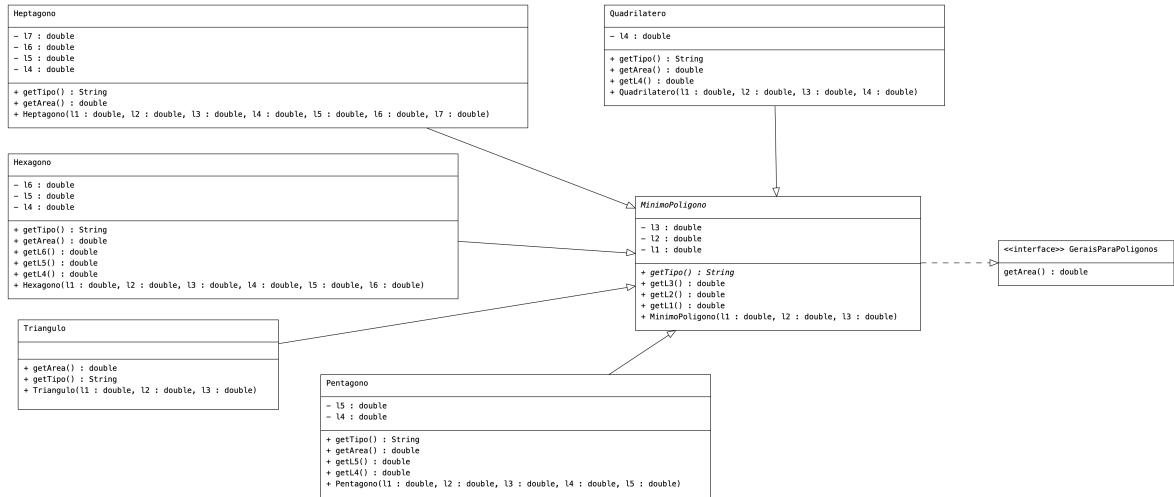 Heptagono
− l7 : double
− l6 : double
− l5 : double
− l4 : double
+ getTipo() : String
+ getArea() : double
+ Heptagono(l1 : double, l2 : double, l3 : double, l4 : double, l5 : double, l6 : double, l7 : double)
Quadrilatero
− l4 : double
+ getTipo() : String
+ getArea() : double
+ getL4() : double
+ Quadrilatero(l1 : double, l2 : double, l3 : double, l4 : double)
Hexagono
− l6 : double
− l5 : double
− l4 : double
+ getTipo() : String
+ getArea() : double
+ getL6() : double
+ getL5() : double
+ getL4() : double
+ Hexagono(l1 : double, l2 : double, l3 : double, l4 : double, l5 : double, l6 : double)
MinimoPoligono
− l3 : double
− l2 : double
− l1 : double
+ getTipo() : String
+ getL3() : double
+ getL2() : double
+ getL1() : double
+ MinimoPoligono(l1 : double, l2 : double, l3 : double)
<<interface>> GeraisParaPoligonos
getArea() : double
Triangulo
+ getArea() : double
+ getTipo() : String
+ Triangulo(l1 : double, l2 : double, l3 : double)
Pentagono
− l5 : double
− l4 : double
+ getTipo() : String
+ getArea() : double
+ getL5() : double
+ getL4() : double
+ Pentagono(l1 : double, l2 : double, l3 : double, l4 : double, l5 : double)